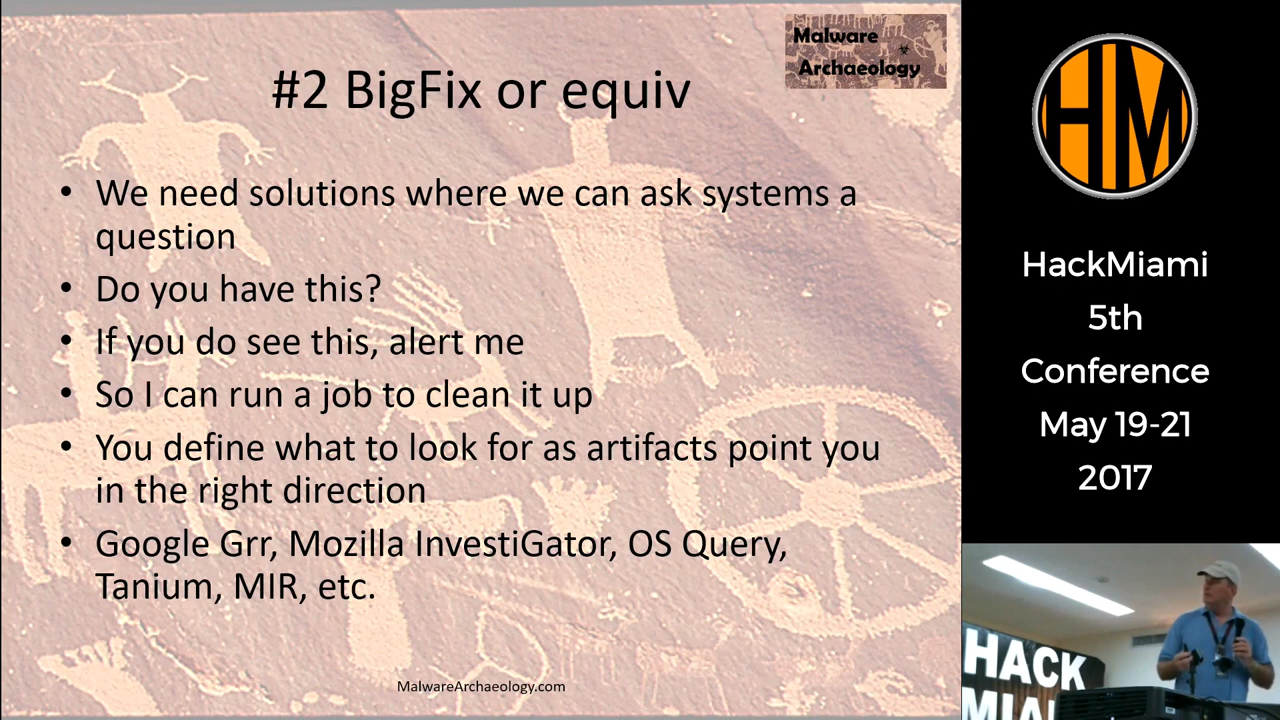 Malware
Archaeology
#2 BigFix or equiv
• We need solutions where we can ask systems a
question
• Do you have this?
• If you do see this, alert me
• So I can run a job to clean it up
• You define what to look for as artifacts point you
in the right direction
• Google Grr, Mozilla InvestiGator, OS Query,
Tanium, MIR, etc.
MalwareArchaeology.com
HM
HackMiami
5th
Conference
May 19-21
2017
HACK
MIA